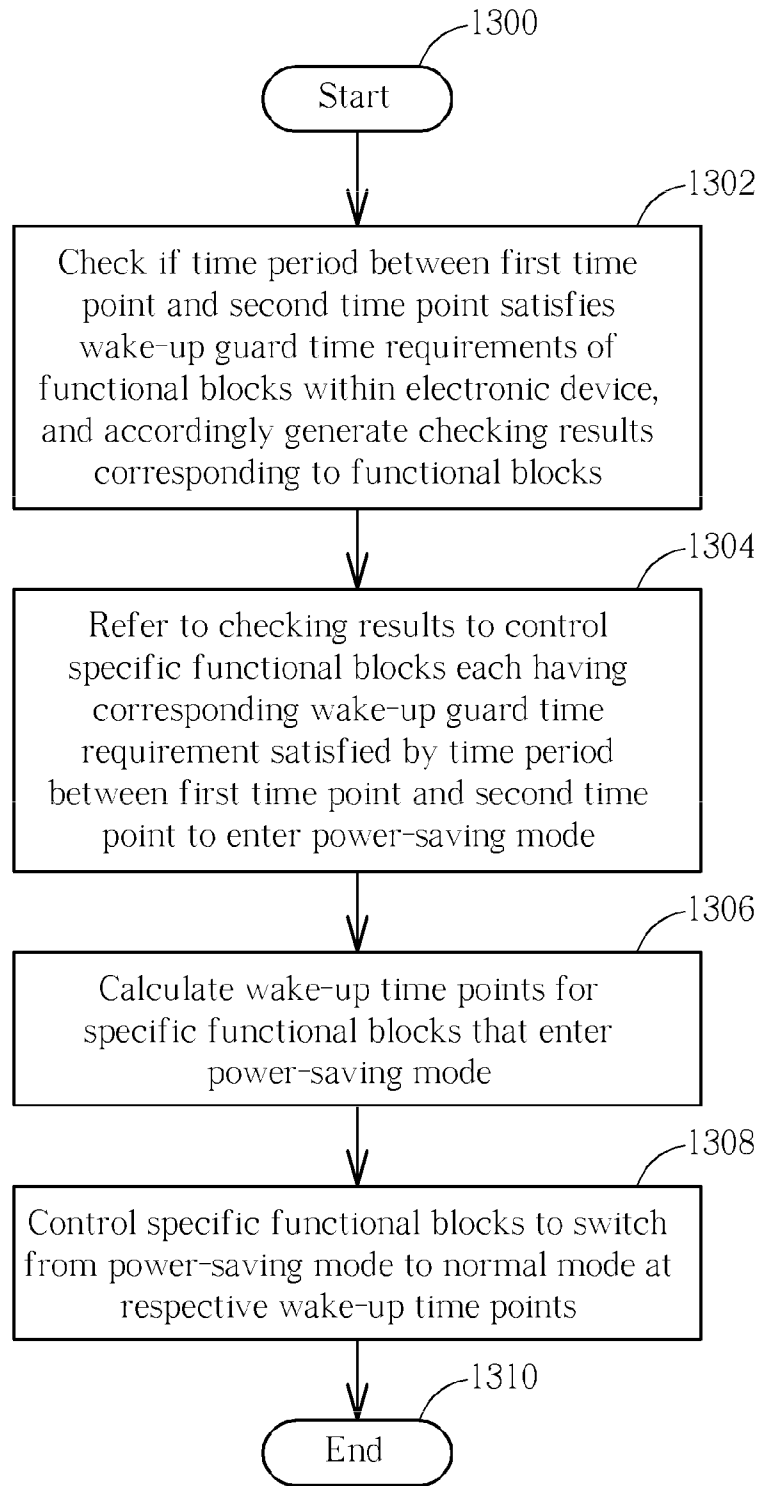 1300
Start
1302
Check if time period between first time
point and second time point satisfies
wake-up guard time requirements of
functional blocks within electronic device,
and accordingly generate checking results
corresponding to functional blocks
1304
Refer to checking results to control
specific functional blocks each having
corresponding wake-up guard time
requirement satisfied by time period
between first time point and second time
point to enter power-saving mode
1306
Calculate wake-up time points for
specific functional blocks that enter
power-saving mode
1308
Control specific functional blocks to switch
from power-saving mode to normal mode at
respective wake-up time points
1310
End